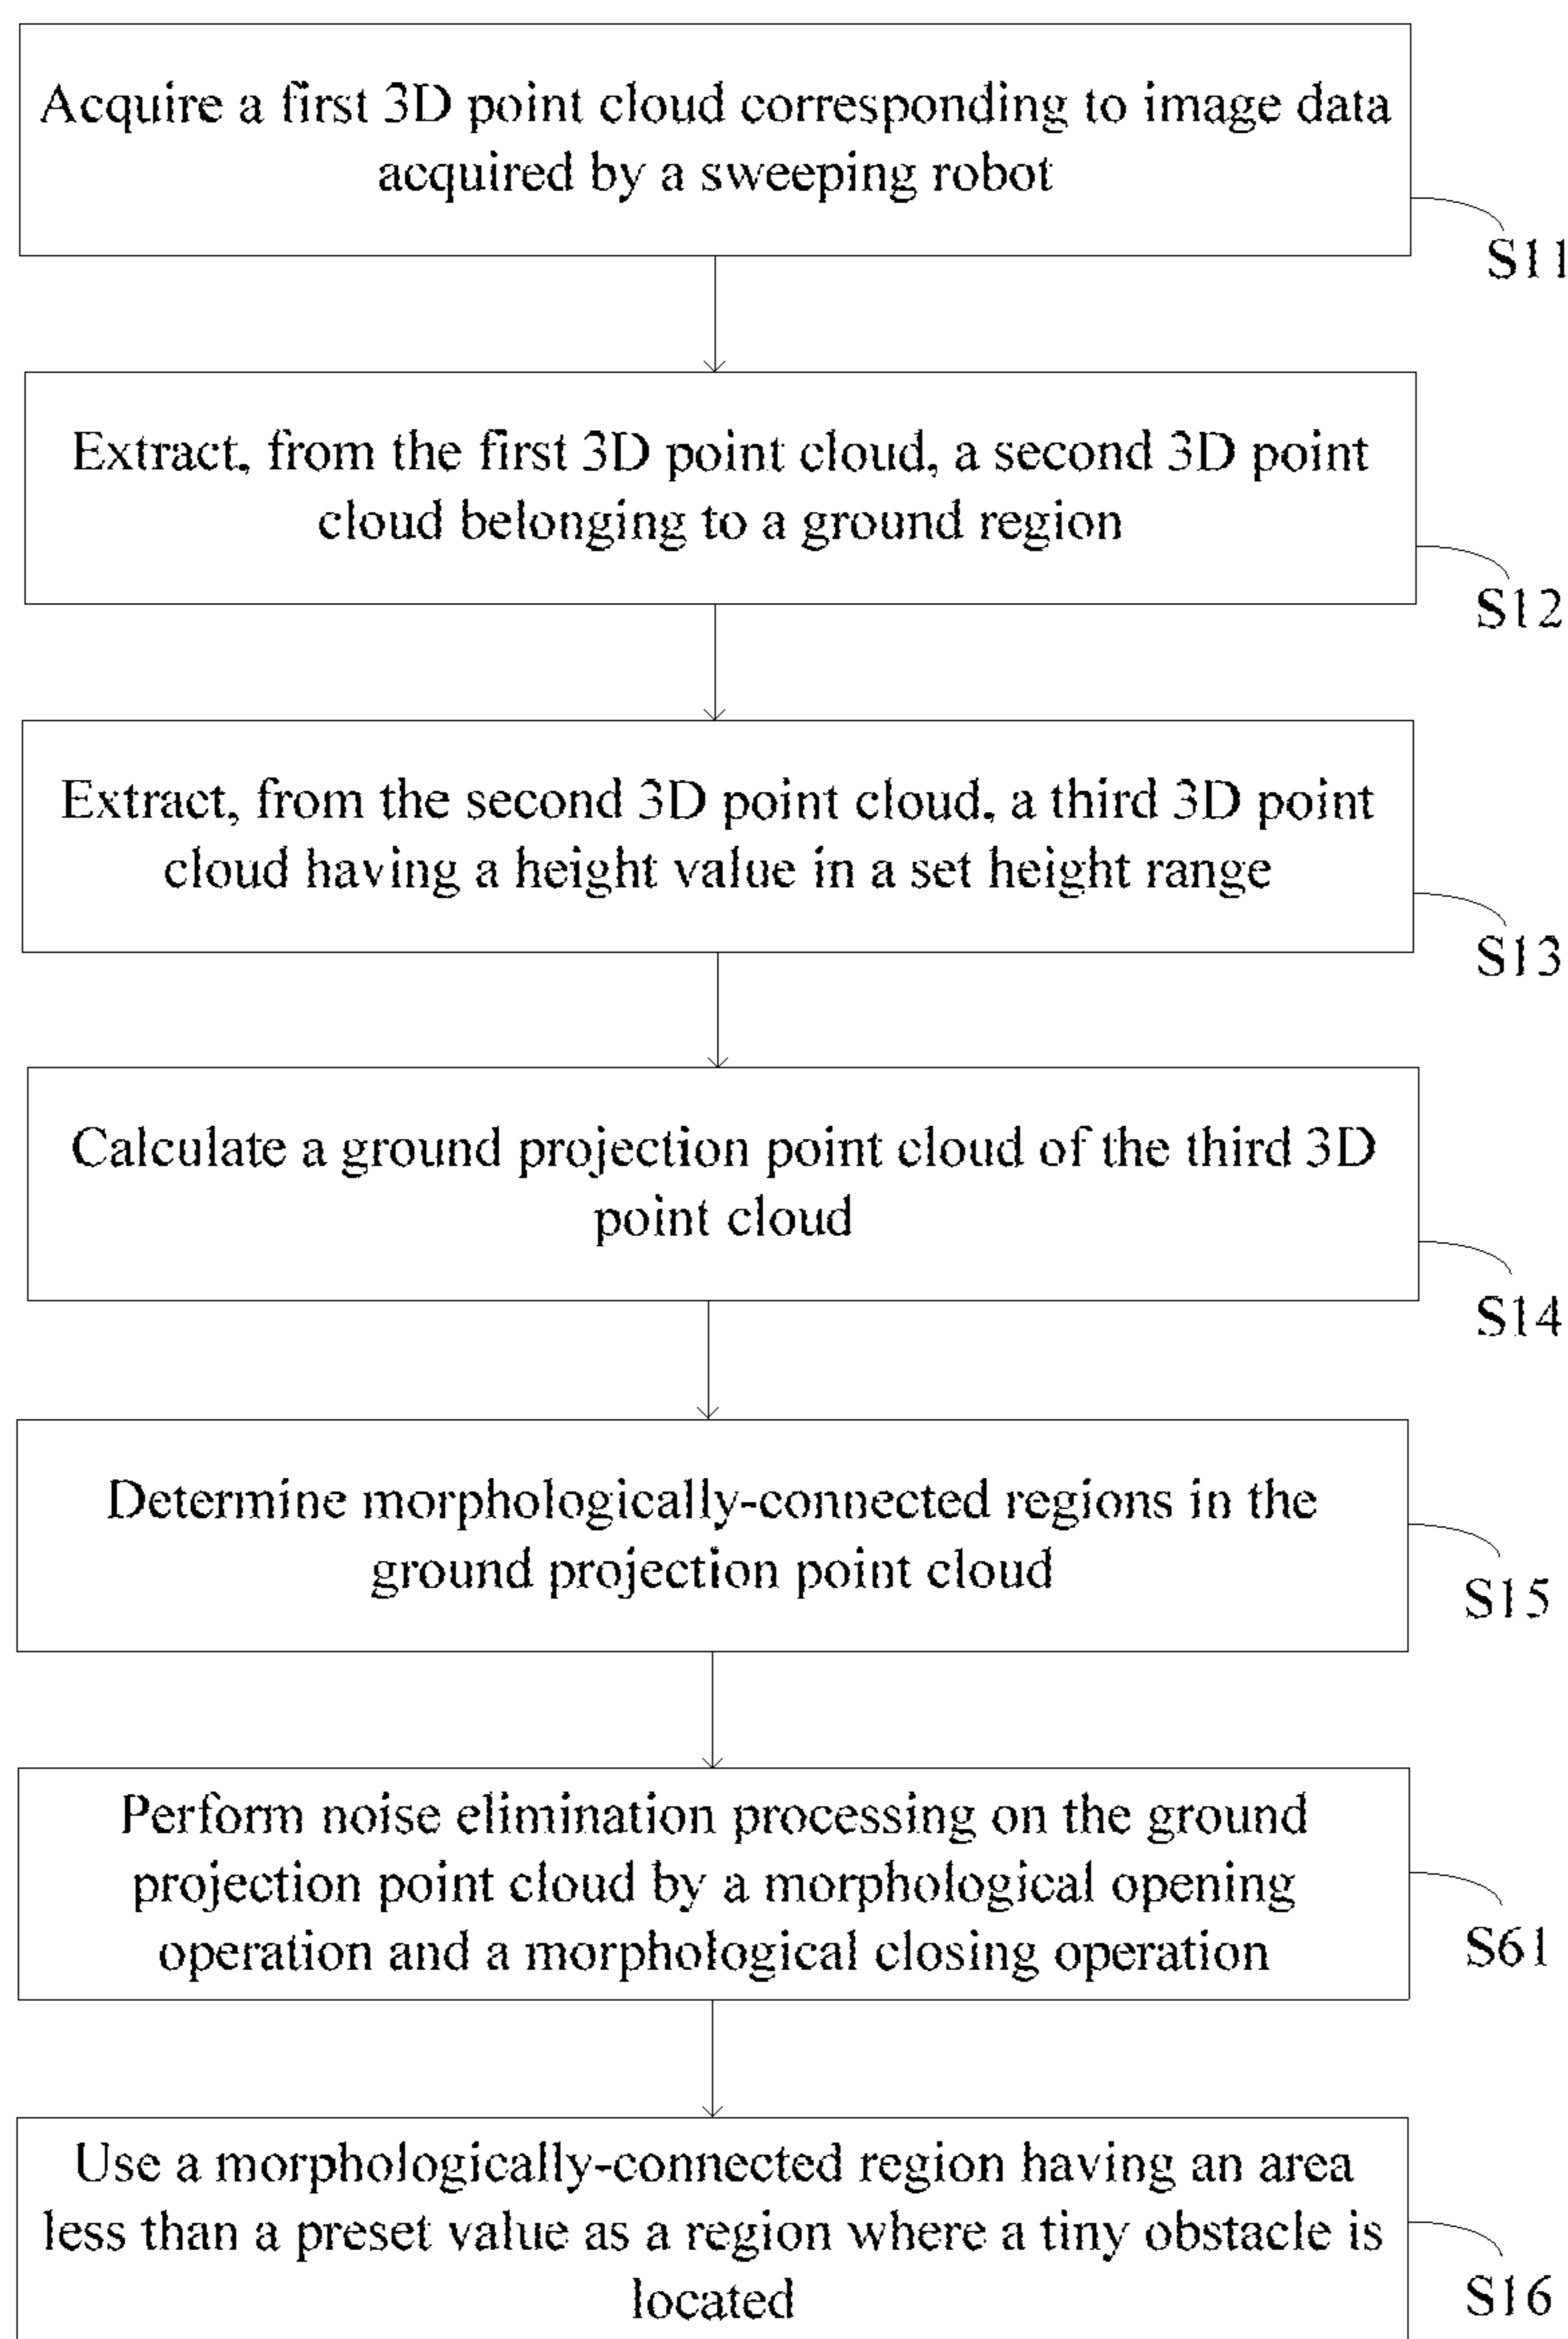 Acquire a first 3D point cloud corresponding to image data
acquired by a sweeping robot
S11
Extract, from the first 3D point cloud, a second 3D point
cloud belonging to a ground region
S12
Extract, from the second 3D point cloud, a third 3D point
cloud having a height value in a set height range
S13
Calculate a ground projection point cloud of the third 3D
point cloud
S14
Determine morphologically-connected regions in the
ground projection point cloud
S15
Perform noise elimination processing on the ground
projection point cloud by a morphological opening
operation and a morphological closing operation
S61
Use a morphologically-connected region having an area
less than a preset value as a region where a tiny obstacle is
located
S16